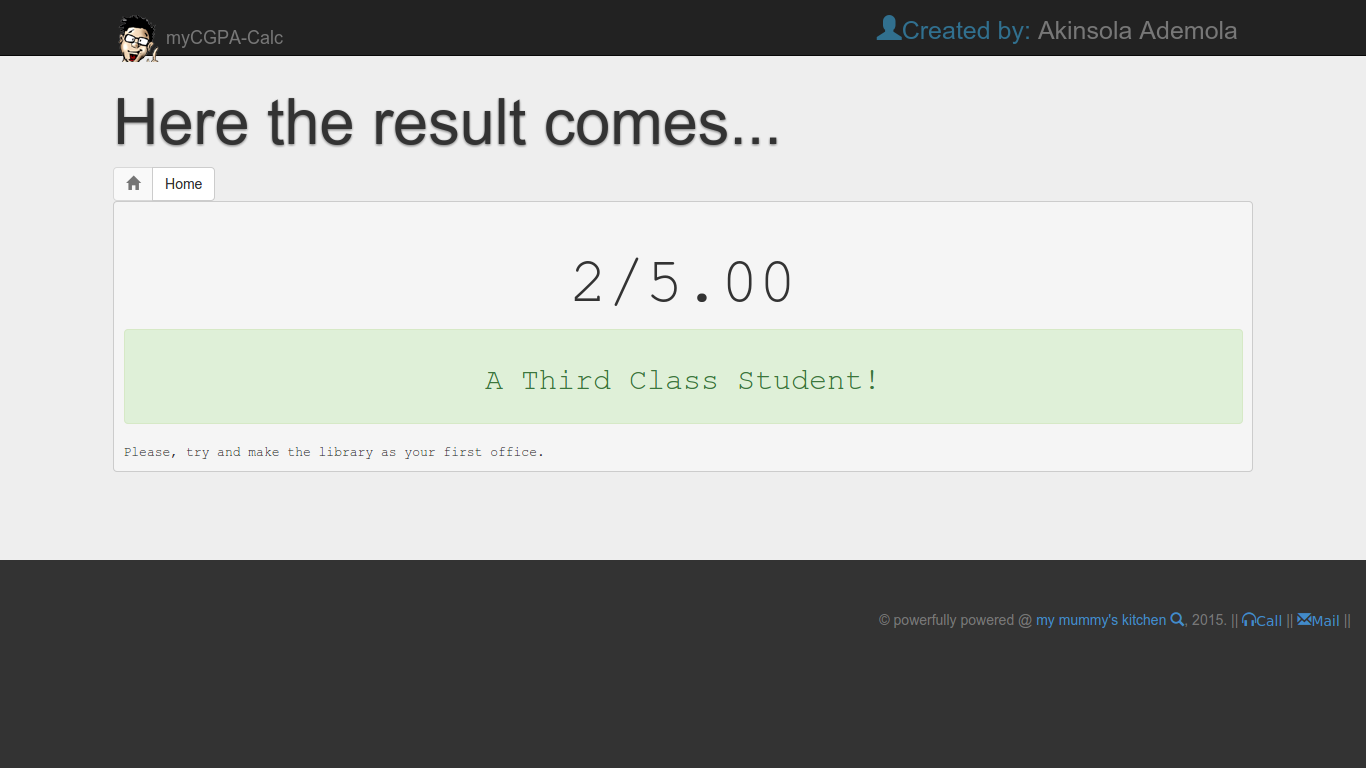 myCGPA-Calc
Created by: Akinsola Ademola
Here the result comes...
Home
2/5.00
A Third Class Student!
Please, try and make the library as your first office.
© powerfully powered @ my mummy's kitchen , 2015. || Call || Mail ||